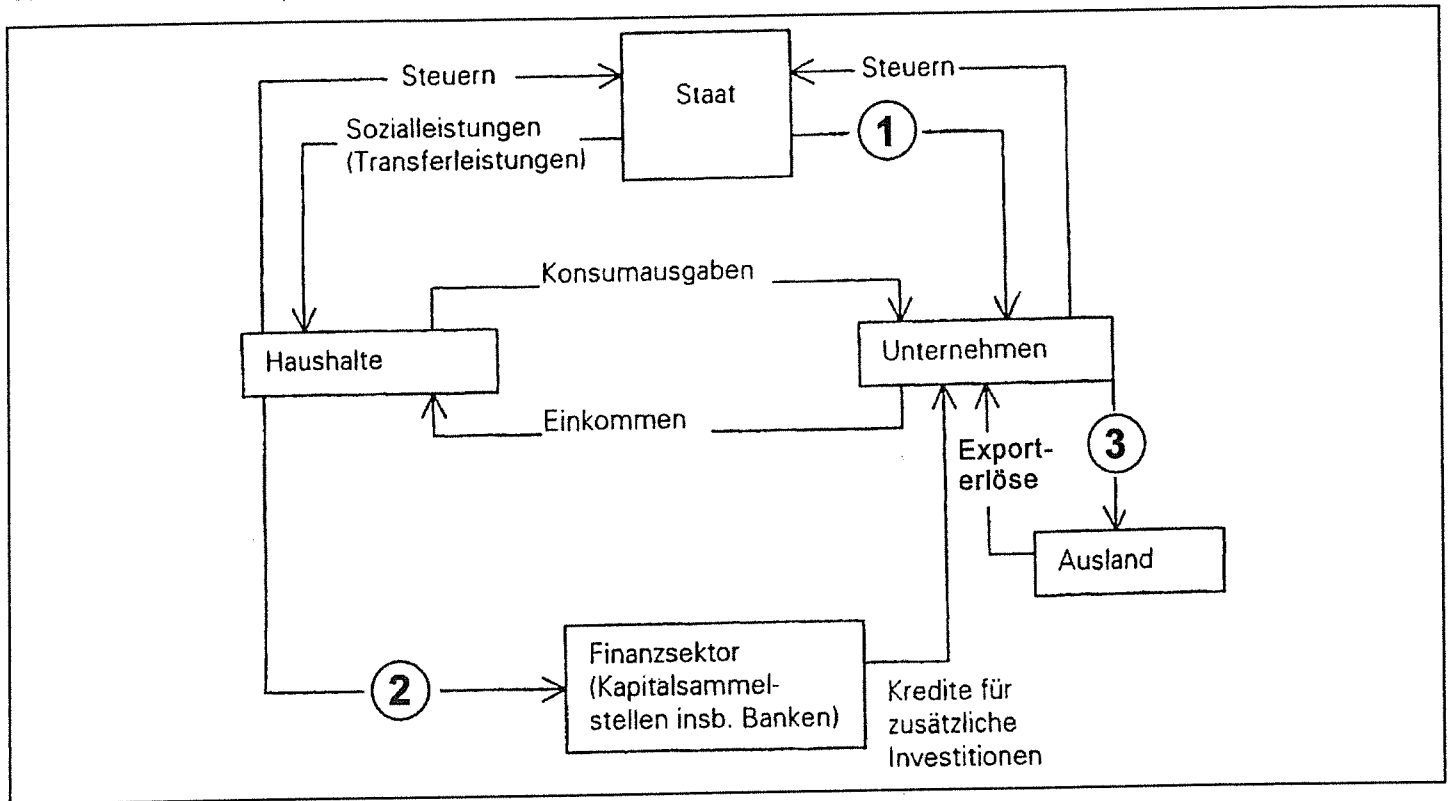 Steuern
Staat
Steuern
Sozialleistungen
(Transferleistungen)
1
Konsumausgaben
Haushalte
Unternehmen
Einkommen
Export-
erlöse
3
Ausland
2
Finanzsektor
(Kapitalsammel-
stellen insb. Banken)
Kredite für
zusätzliche
Investitionen